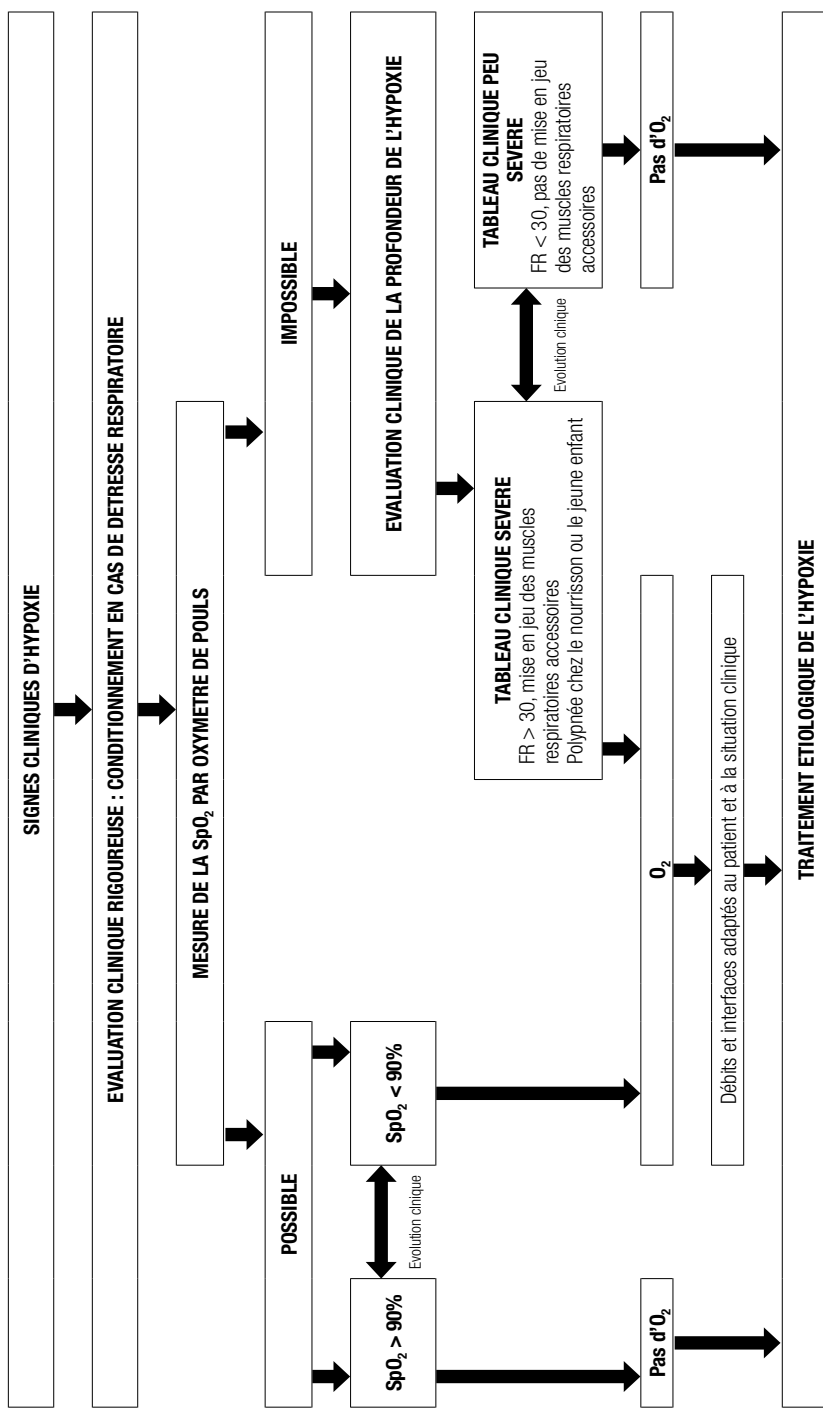 SIGNES CLINIQUES D'HYPOXIE
EVALUATION CLINIQUE RIGOUREUSE : CONDITIONNEMENT EN CAS DE DETRESSE RESPIRATOIRE
MESURE DE LA SpO₂ PAR OXYMETRE DE POULS
POSSIBLE
IMPOSSIBLE
SpO₂ > 90%
Evolution clnique
SpO₂ < 90%
EVALUATION CLINIQUE DE LA PROFONDEUR DE L'HYPOXIE
TABLEAU CLINIQUE SEVERE
FR > 30, mise en jeu des muscles
respiratoires accessoires
Polypnée chez le nourrisson ou le jeune enfant
Evolution clnique
TABLEAU CLINIQUE PEU
SEVERE
FR < 30, pas de mise en jeu
des muscles respiratoires
accessoires
Pas d'O₂
O₂
Pas d'O₂
Débits et interfaces adaptés au patient et à la situation clinique
TRAITEMENT ETIOLOGIQUE DE L'HYPOXIE